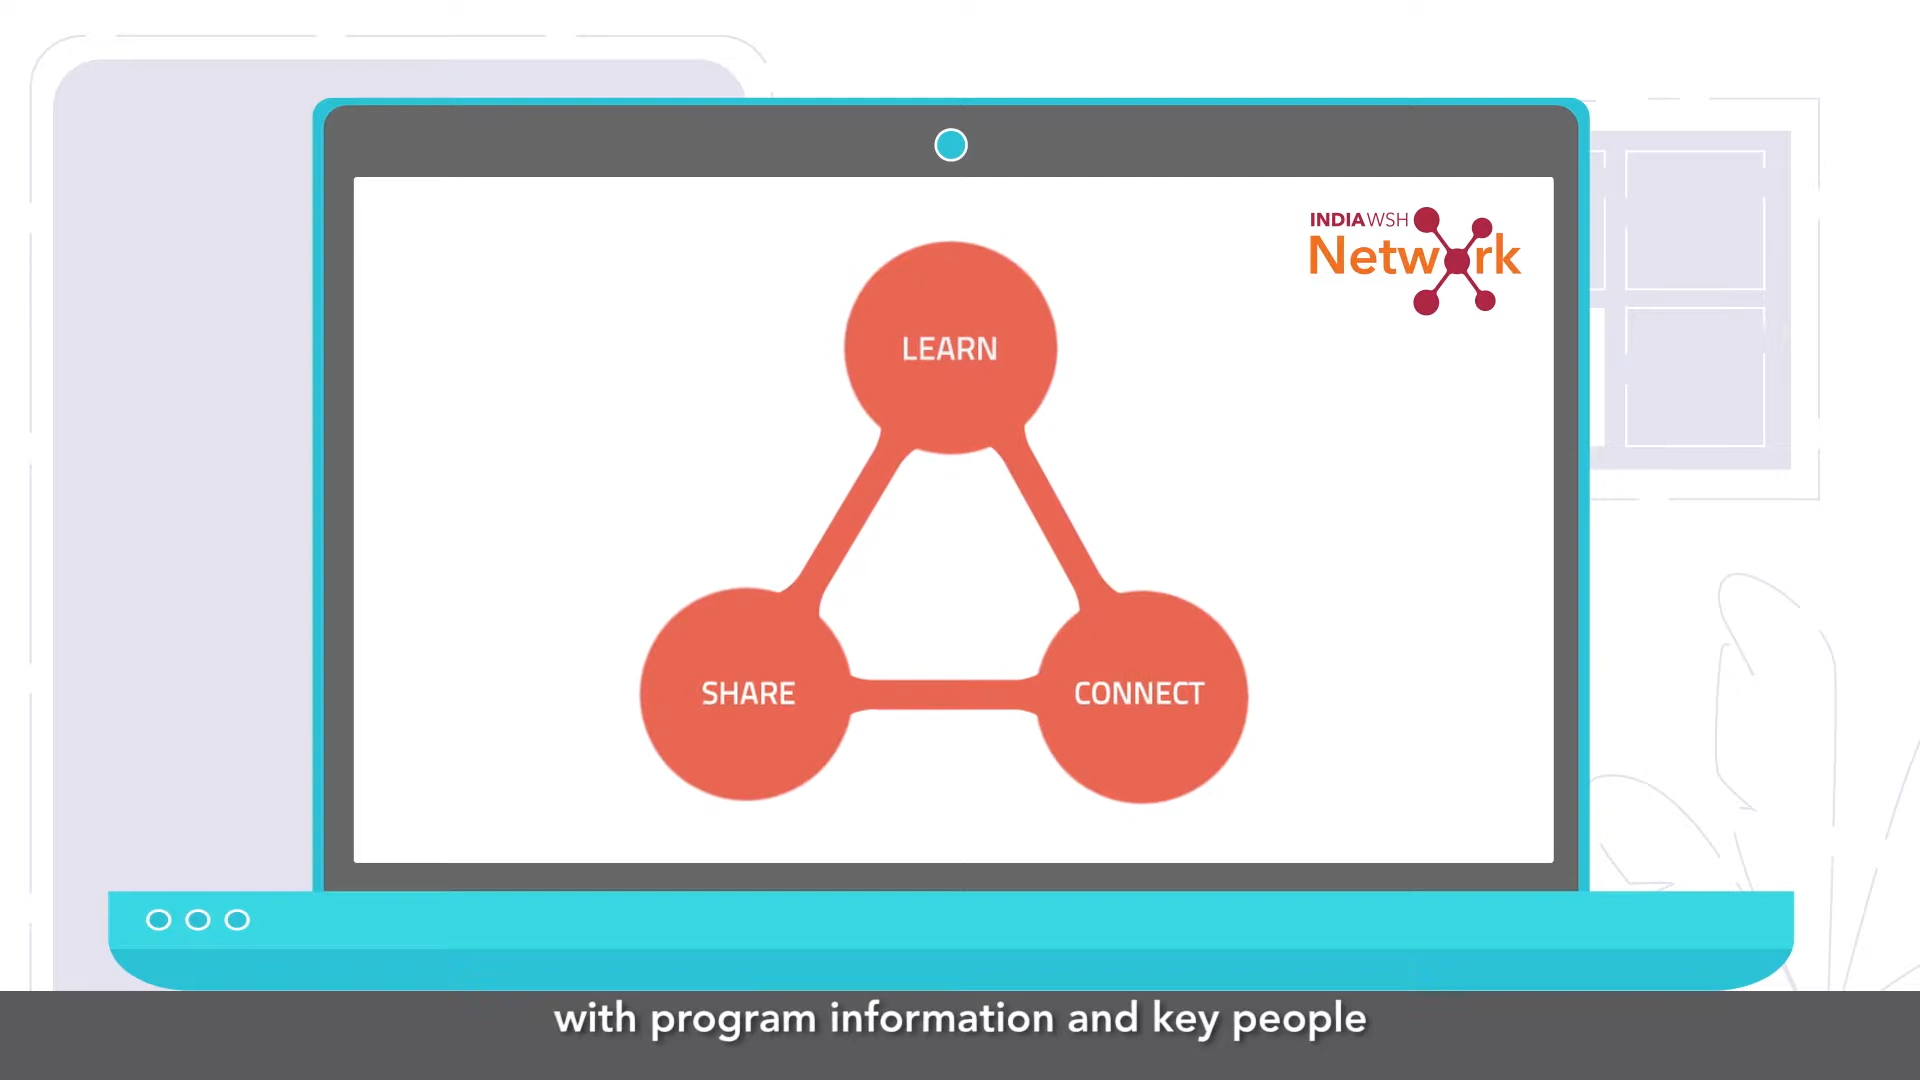 INDIA WSH
Network
LEARN
SHARE
CONNECT
with program information and key people